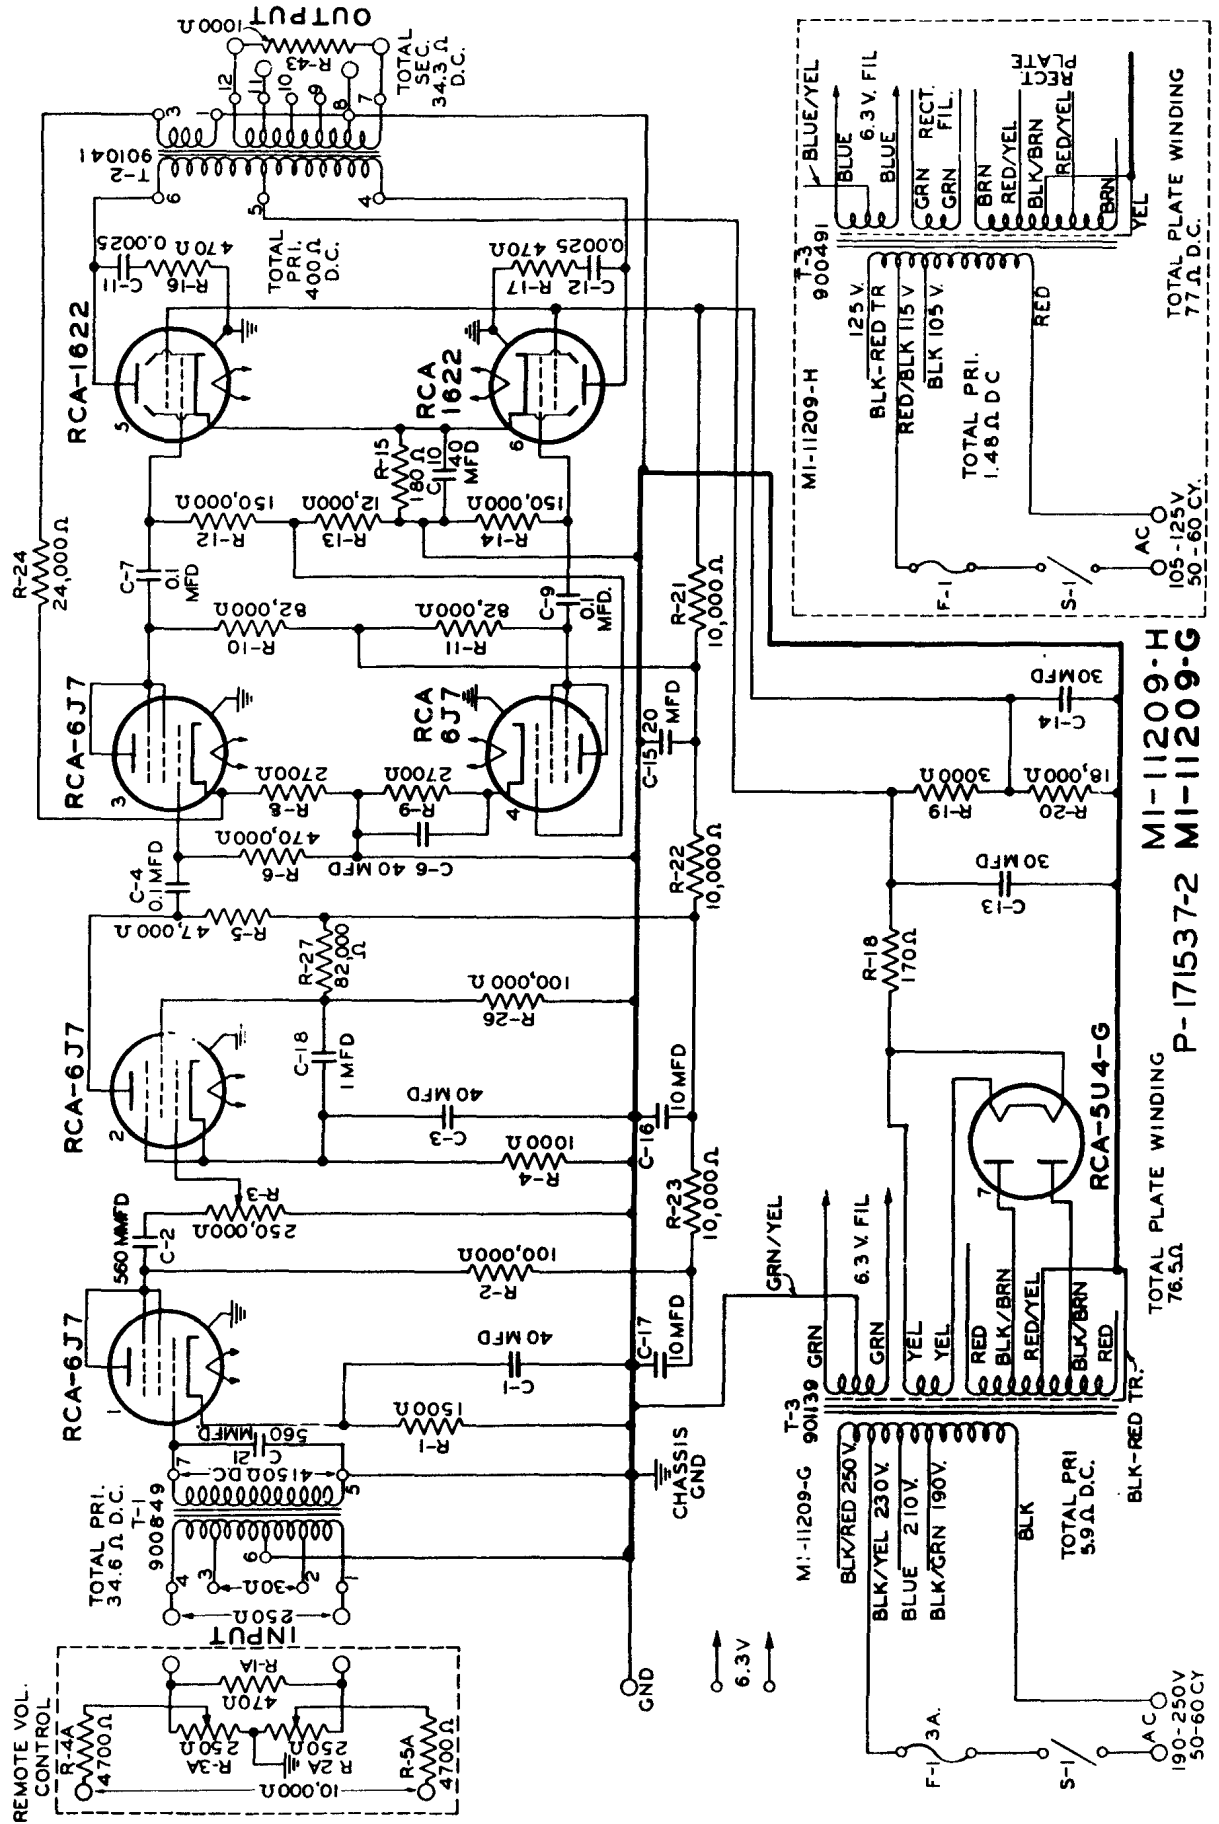 REMOTE VOL.
CONTROL
R-4A
4700Ω
250Ω
R-3A
470Ω
R-1A
250Ω
R-2A
10,000Ω
R-5A
4700Ω
INPUT
TOTAL PRI.
34.6 Ω D.C.
T-1
900849
4
3
6
2
1
250Ω
30Ω
7
5
4150Ω D.C.
C-21
560
MMFD.
RCA-6J7
1
R-1
1500Ω
C-1
40 MFD
R-2
100,000Ω
560 MMFD
C-2
R-3
250,000Ω
RCA-6J7
2
R-4
1000Ω
C-3
40 MFD
C-18
1 MFD
R-26
100,000Ω
R-27
82,000
Ω
R-5
47,000Ω
C-4
0.1 MFD
R-6
470,000Ω
C-6 40 MFD
R-8
2700Ω
R-9
2700Ω
RCA-6J7
3
RCA
6J7
4
R-24
24,000Ω
R-10
82,000Ω
R-11
82,000Ω
C-7
0.1
MFD
C-9
0.1
MFD.
R-12
150,000Ω
R-13
12,000Ω
R-14
150,000Ω
R-15
180 Ω
C-10
40
MFD
RCA-1622
5
RCA
1622
6
C-11
0.0025
R-16
470Ω
R-17
470Ω
C-12
0.0025
TOTAL
PRI.
400Ω
D.C.
6
5
4
T-2
901041
3
1
12
11
10
9
8
7
1000Ω
R-43
OUTPUT
TOTAL
SEC.
34.3 Ω
D.C.
GND
CHASSIS
GND
C-17
10 MFD
R-23
10,000Ω
C-16
10 MFD
R-22
10,000Ω
C-15
20
MFD
R-21
10,000Ω
6.3V
GRN/YEL
MI-11209-G
T-3
901139
BLK/RED 250V.
BLK/YEL 230V.
BLUE 210V.
BLK/GRN 190V.
BLK
TOTAL PRI
5.9Ω D.C.
F-1 3A.
S-1
AC
190-250V
50-60CY
GRN
6.3 V. FIL
GRN
YEL
YEL
RED
BLK/BRN
RED/YEL
BLK/BRN
RED
BLK-RED TR.
TOTAL PLATE WINDING
76.5Ω
7
RCA-5U4-G
R-18
170Ω
C-13
30 MFD
R-19
3000Ω
R-20
18,000Ω
C-14
30 MFD
P-171537-2
MI-11209-H
MI-11209-G
MI-11209-H
T-3
900491
125 V.
BLK-RED TR
RED/BLK 115 V
BLK 105 V.
RED
TOTAL PRI.
1.48Ω DC
F-1
S-1
AC
105-125V
50-60 CY.
BLUE/YEL
BLUE
6.3 V. FIL
BLUE
GRN
RECT.
FIL.
GRN
BRN
RED/YEL
BLK/BRN
RED/YEL
BRN
RECT.
PLATE
YEL
TOTAL PLATE WINDING
77Ω D.C.